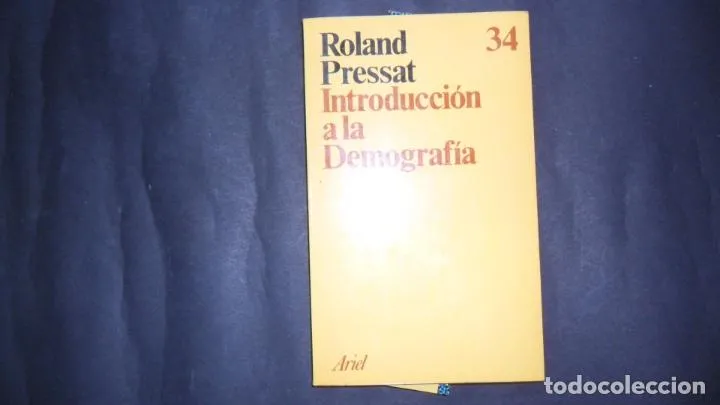 Roland
Pressat
34
Introducción
a la
Demografía
Ariel
todocoleccion